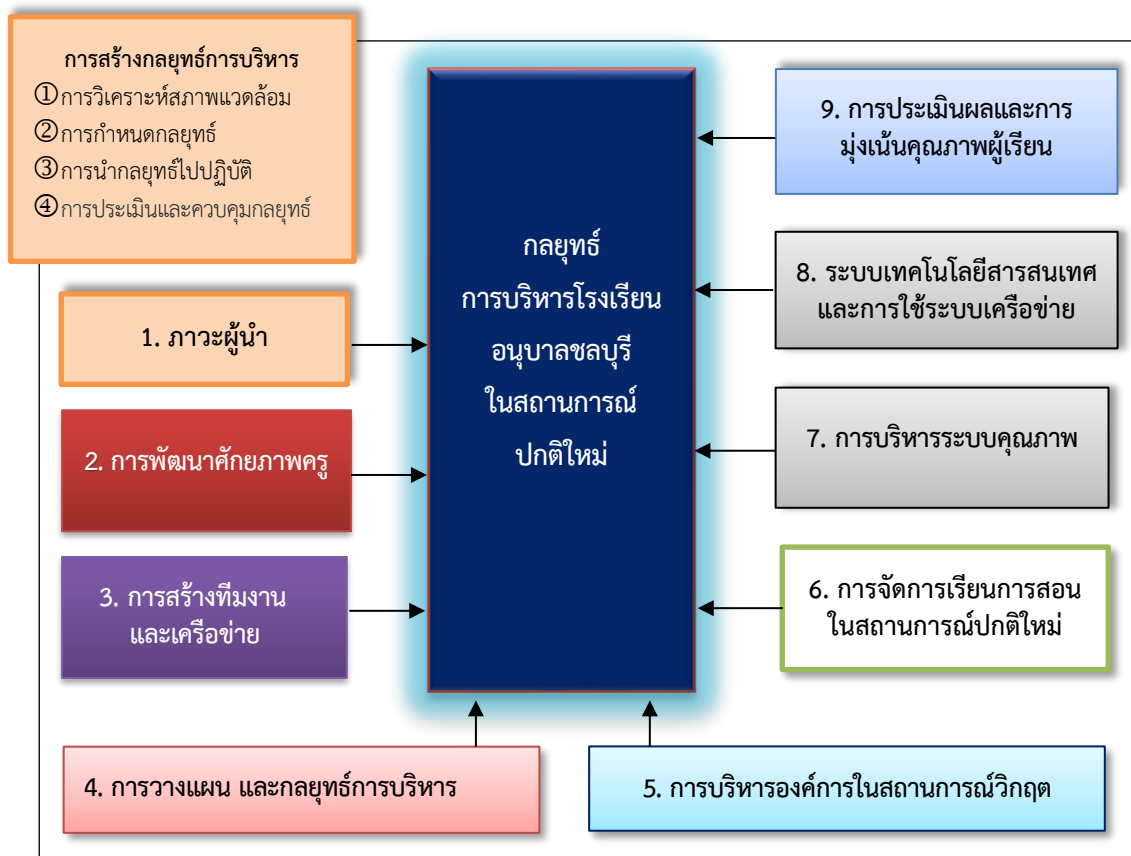 การสร้างกลยุทธ์การบริหาร
①การวิเคราะห์สภาพแวดล้อม
②การกำหนดกลยุทธ์
③การนำกลยุทธ์ไปปฏิบัติ
④การประเมินและควบคุมกลยุทธ์
1. ภาวะผู้นำ
2. การพัฒนาศักยภาพครู
3. การสร้างทีมงาน
และเครือข่าย
4. การวางแผน และกลยุทธ์การบริหาร
กลยุทธ์
การบริหารโรงเรียน
อนุบาลชลบุรี
ในสถานการณ์
ปกติใหม่
9. การประเมินผลและการ
มุ่งเน้นคุณภาพผู้เรียน
8. ระบบเทคโนโลยีสารสนเทศ
และการใช้ระบบเครือข่าย
7. การบริหารระบบคุณภาพ
6. การจัดการเรียนการสอน
ในสถานการณ์ปกติใหม่
5. การบริหารองค์การในสถานการณ์วิกฤต